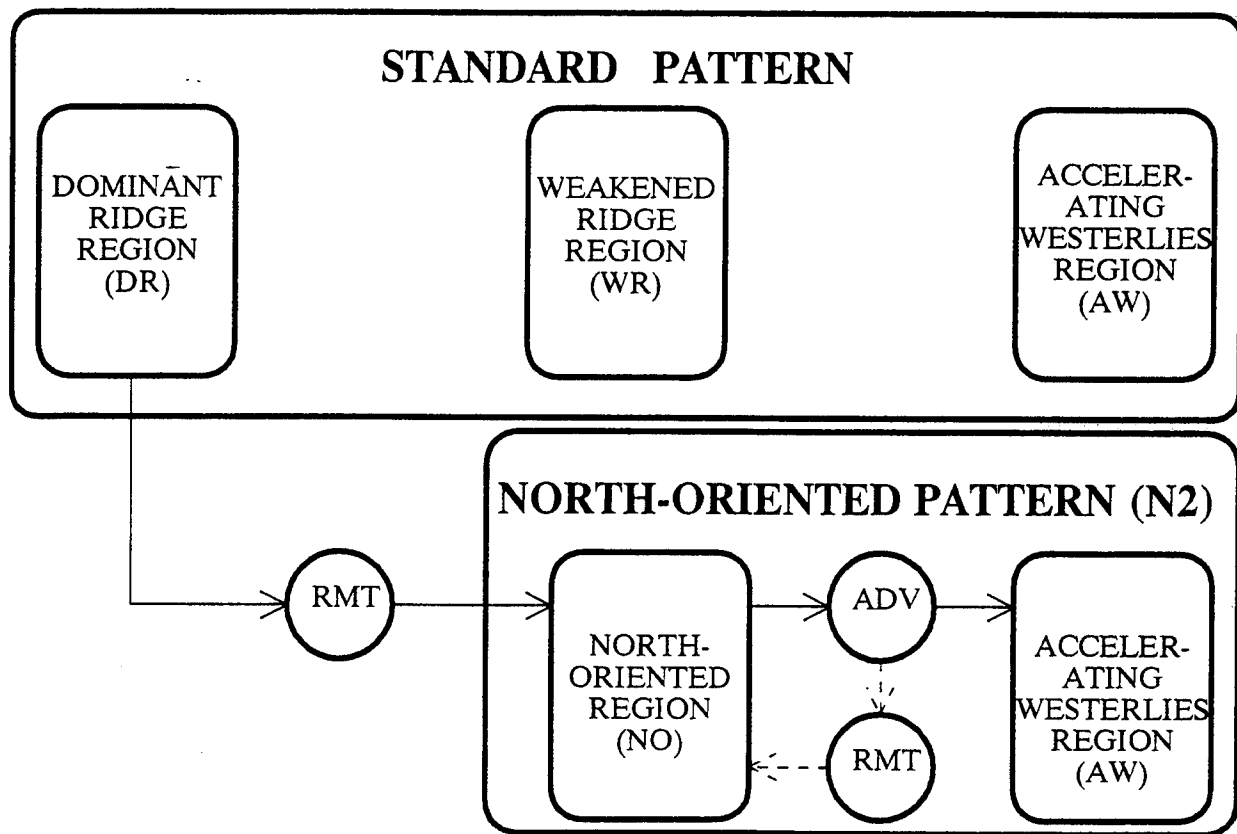 STANDARD PATTERN
DOMINANT
RIDGE
REGION
(DR)
WEAKENED
RIDGE
REGION
(WR)
ACCELER-
ATING
WESTERLIES
REGION
(AW)
NORTH-ORIENTED PATTERN (N2)
RMT
NORTH-
ORIENTED
REGION
(NO)
ADV
RMT
ACCELER-
ATING
WESTERLIES
REGION
(AW)